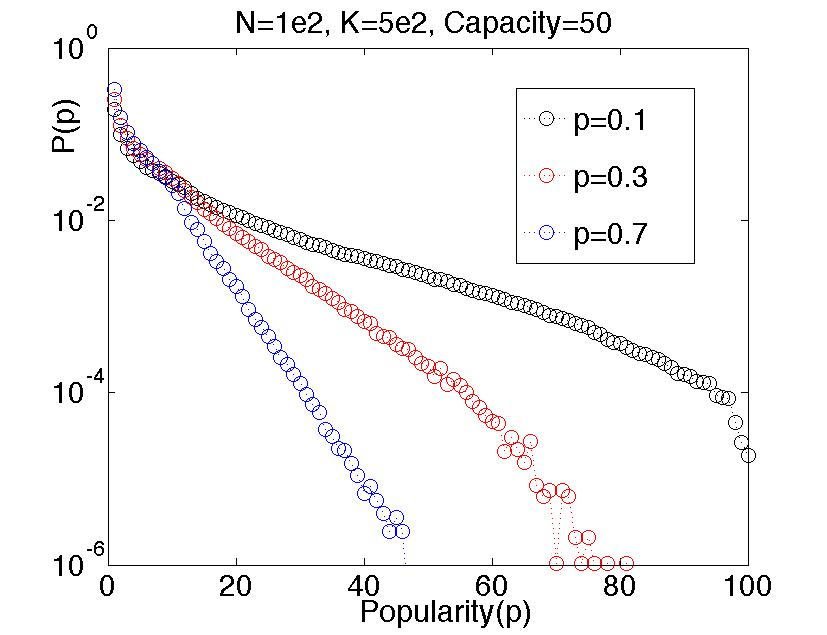 N=1e2, K=5e2, Capacity=50
10^0
P(p)
p=0.1
p=0.3
p=0.7
10^-2
10^-4
10^-6
0 20 40 60 80 100
Popularity(p)